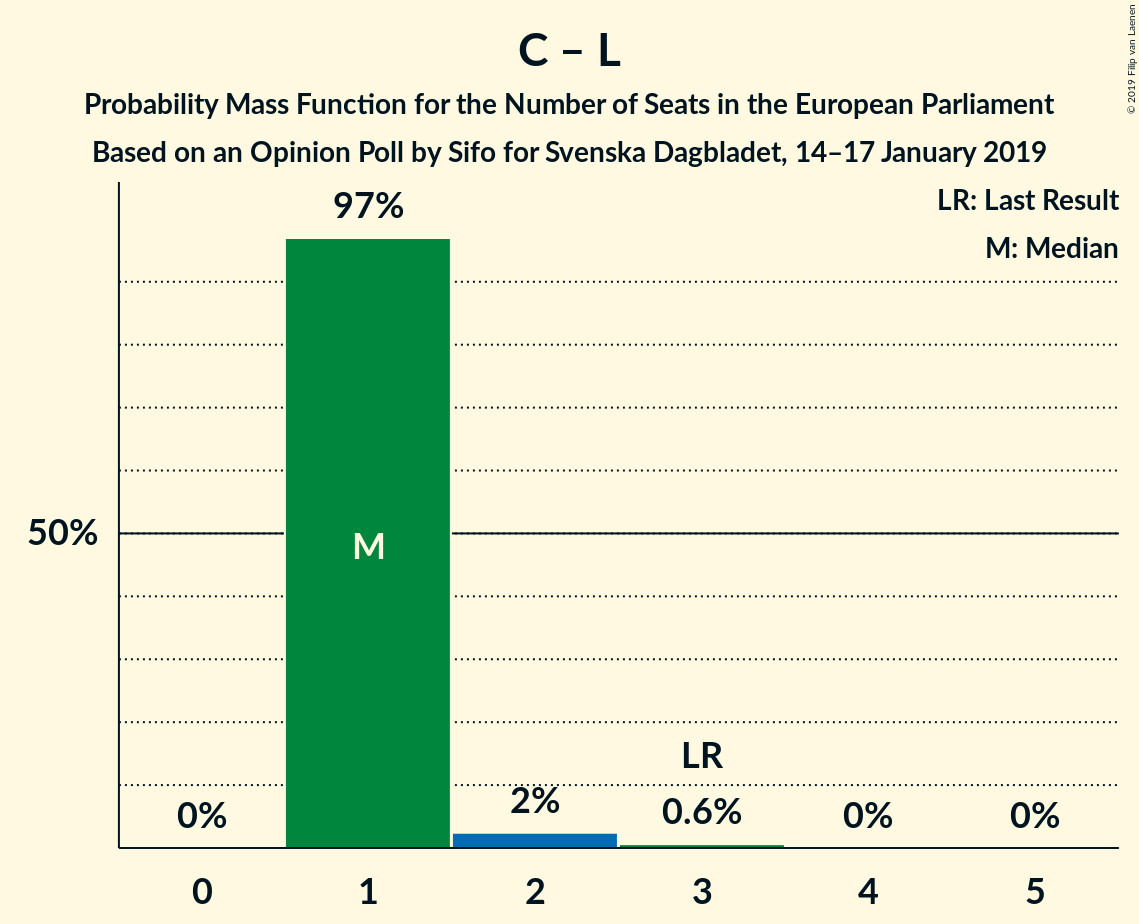 C – L
Probability Mass Function for the Number of Seats in the European Parliament
Based on an Opinion Poll by Sifo for Svenska Dagbladet, 14–17 January 2019
© 2019 Filip van Laenen
LR: Last Result
M: Median
97%
50%
M
LR
0%
2%
0.6%
0%
0%
0
1
2
3
4
5